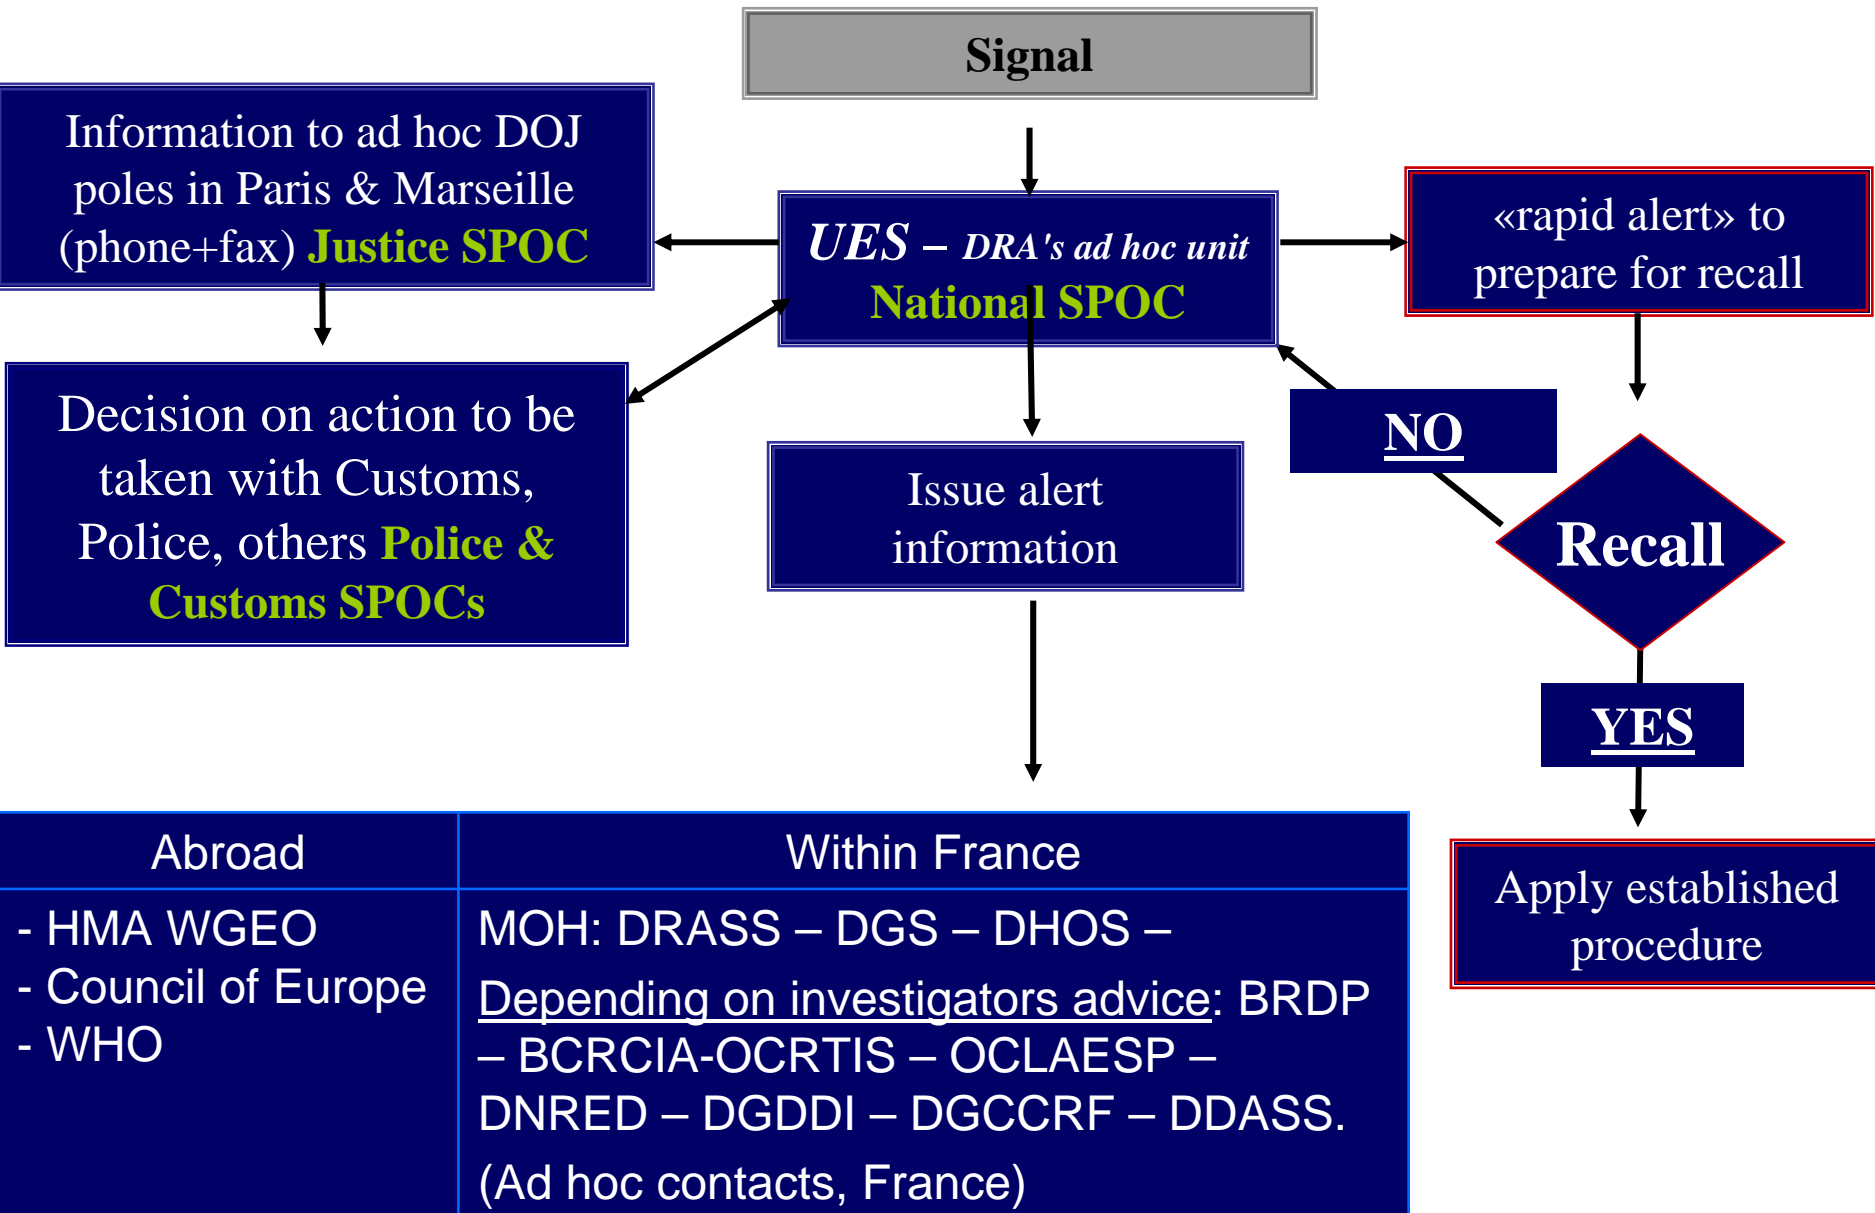 Signal
Information to ad hoc DOJ
poles in Paris & Marseille
(phone+fax) Justice SPOC
UES – DRA's ad hoc unit
National SPOC
«rapid alert» to
prepare for recall
Decision on action to be
taken with Customs,
Police, others Police &
Customs SPOCs
Issue alert
information
NO
Recall
YES
Apply established
procedure
Abroad
- HMA WGEO
- Council of Europe
- WHO
Within France
MOH: DRASS – DGS – DHOS –
Depending on investigators advice: BRDP
– BCRCIA-OCRTIS – OCLAESP –
DNRED – DGDDI – DGCCRF – DDASS.
(Ad hoc contacts, France)